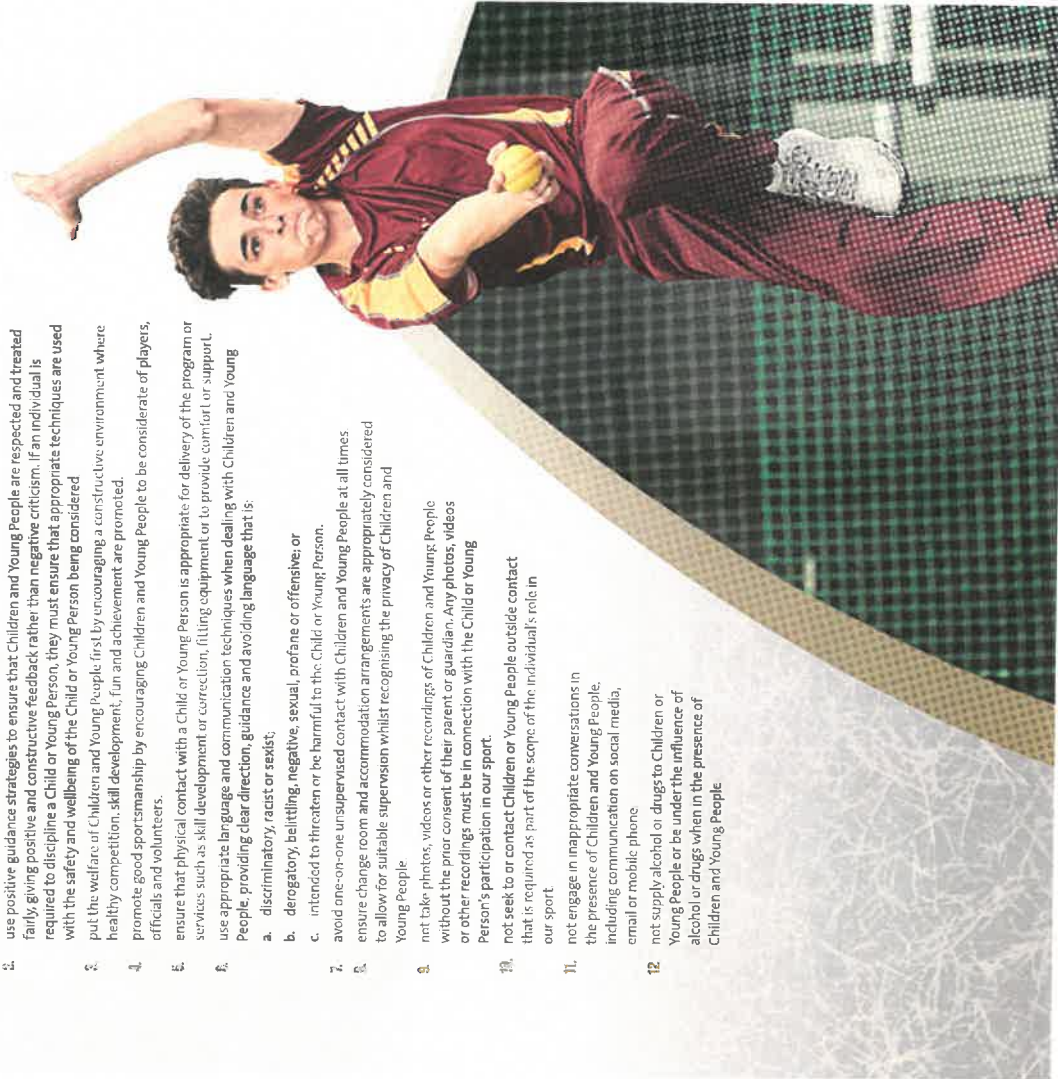 2. use positive guidance strategies to ensure that Children and Young People are respected and treated
fairly, giving positive and constructive feedback rather than negative criticism. If an individual is
required to discipline a Child or Young Person, they must ensure that appropriate techniques are used
with the safety and wellbeing of the Child or Young Person being considered
3. put the welfare of Children and Young People first by encouraging a constructive environment where
healthy competition, skill development, fun and achievement are promoted.
4. promote good sportsmanship by encouraging Children and Young People to be considerate of players,
officials and volunteers.
5. ensure that physical contact with a Child or Young Person is appropriate for delivery of the program or
services such as skill development or correction, fitting equipment or to provide comfort or support.
6. use appropriate language and communication techniques when dealing with Children and Young
People, providing clear direction, guidance and avoiding language that is:
a. discriminatory, racist or sexist;
b. derogatory, belittling, negative, sexual, profane or offensive; or
c. intended to threaten or be harmful to the Child or Young Person.
7. avoid one-on-one unsupervised contact with Children and Young People at all times
8. ensure change room and accommodation arrangements are appropriately considered
to allow for suitable supervision whilst recognising the privacy of Children and
Young People
9. not take photos, videos or other recordings of Children and Young People
without the prior consent of their parent or guardian. Any photos, videos
or other recordings must be in connection with the Child or Young
Person's participation in our sport.
10. not seek to or contact Children or Young People outside contact
that is required as part of the scope of the individual's role in
our sport.
11. not engage in inappropriate conversations in
the presence of Children and Young People,
including communication on social media,
email or mobile phone
12. not supply alcohol or drugs to Children or
Young People or be under the influence of
alcohol or drugs when in the presence of
Children and Young People